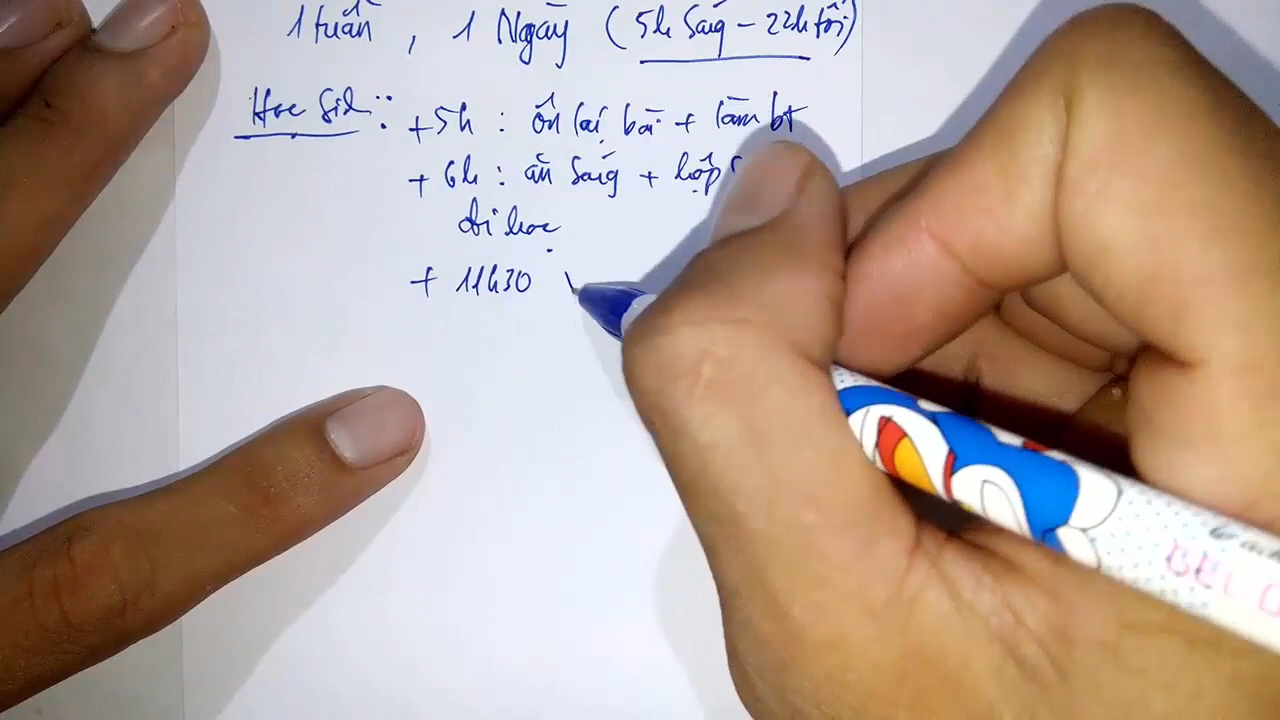 1 tuần, 1 Ngày (5h sáng - 22h tối)
Học Sinh: +5h : ôn lại bài + làm bt
+ 6h : ăn sáng + hộp
đi học
+ 11h30